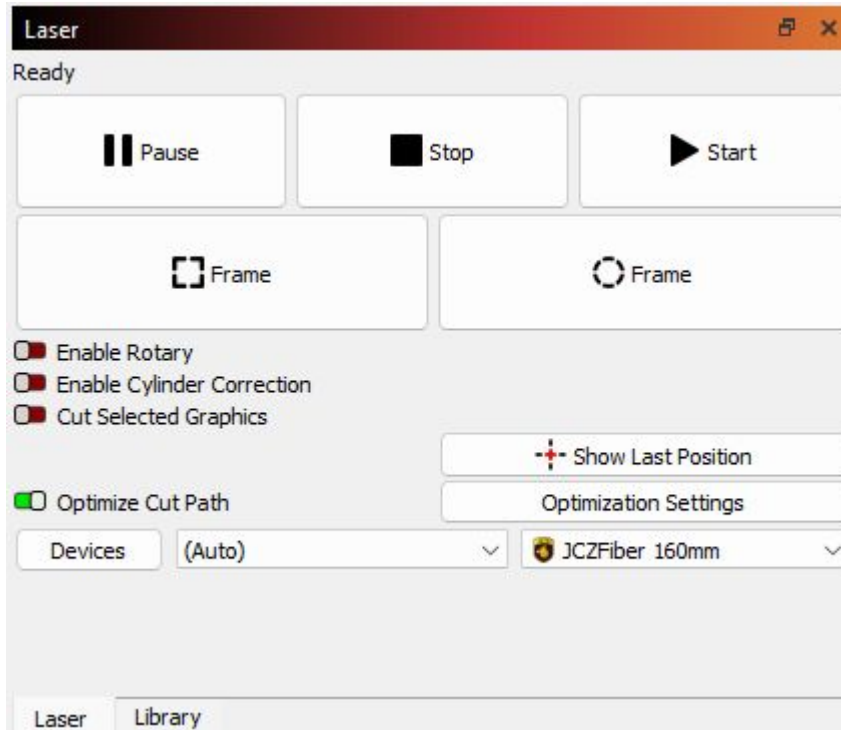 Laser
Ready
Pause Stop Start
Frame Frame
Enable Rotary
Enable Cylinder Correction
Cut Selected Graphics
Show Last Position
Optimize Cut Path Optimization Settings
Devices (Auto) JCZFiber 160mm
Laser Library